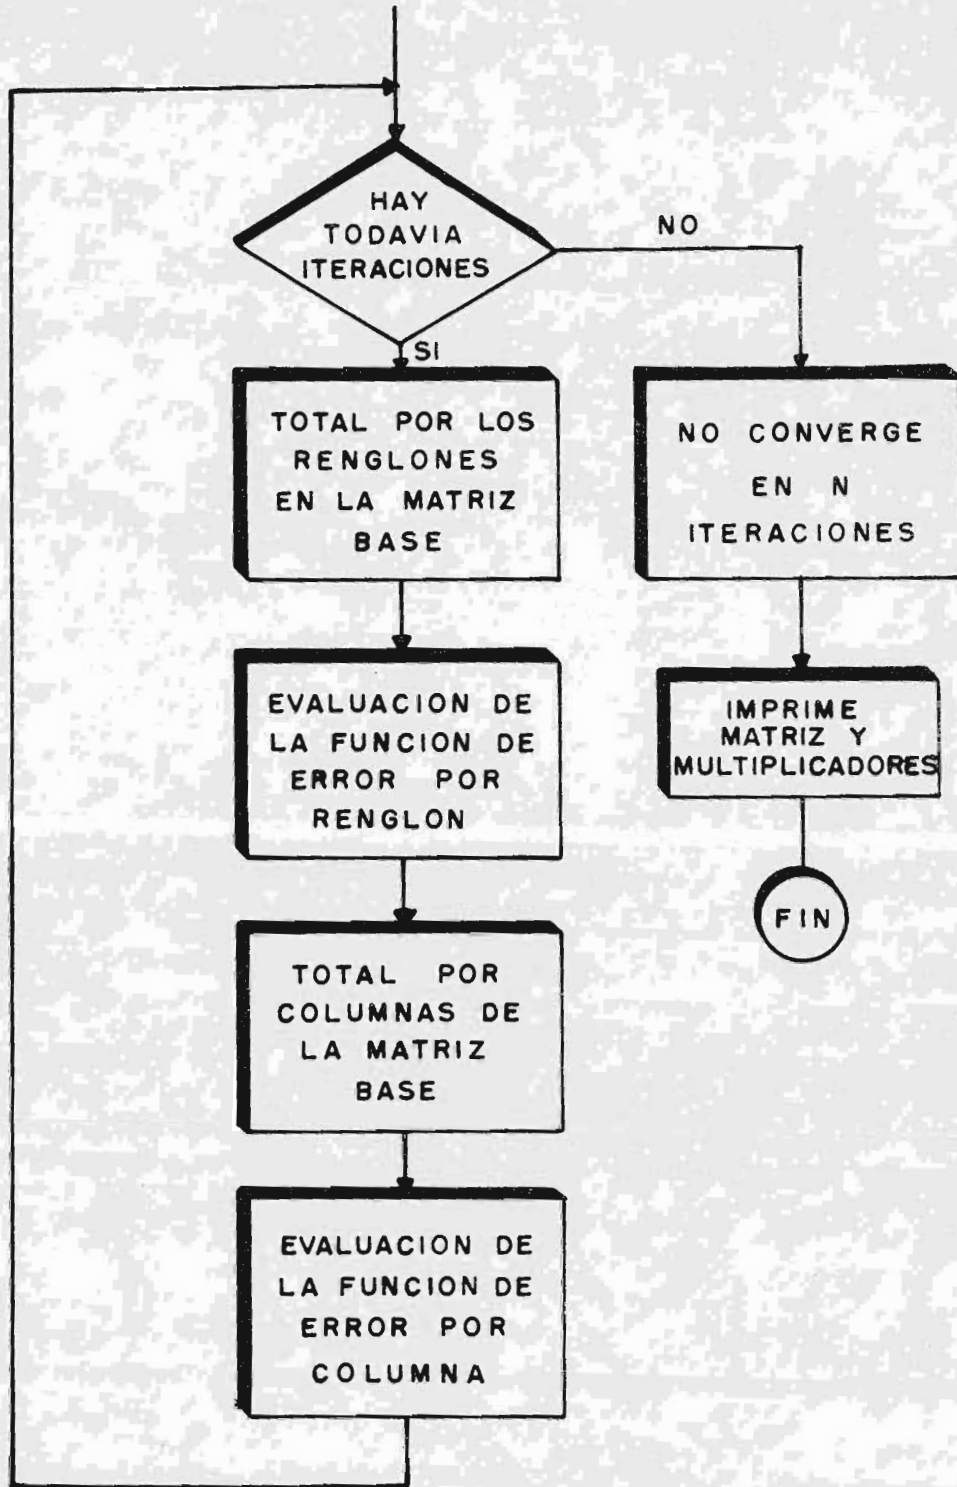 HAY
TODAVIA
ITERACIONES
NO
SI
TOTAL POR LOS
RENGLONES
EN LA MATRIZ
BASE
NO CONVERGE
EN N
ITERACIONES
EVALUACION DE
LA FUNCION DE
ERROR POR
RENGLON
IMPRIME
MATRIZ Y
MULTIPLICADORES
FIN
TOTAL POR
COLUMNAS DE
LA MATRIZ
BASE
EVALUACION DE
LA FUNCION DE
ERROR POR
COLUMNA